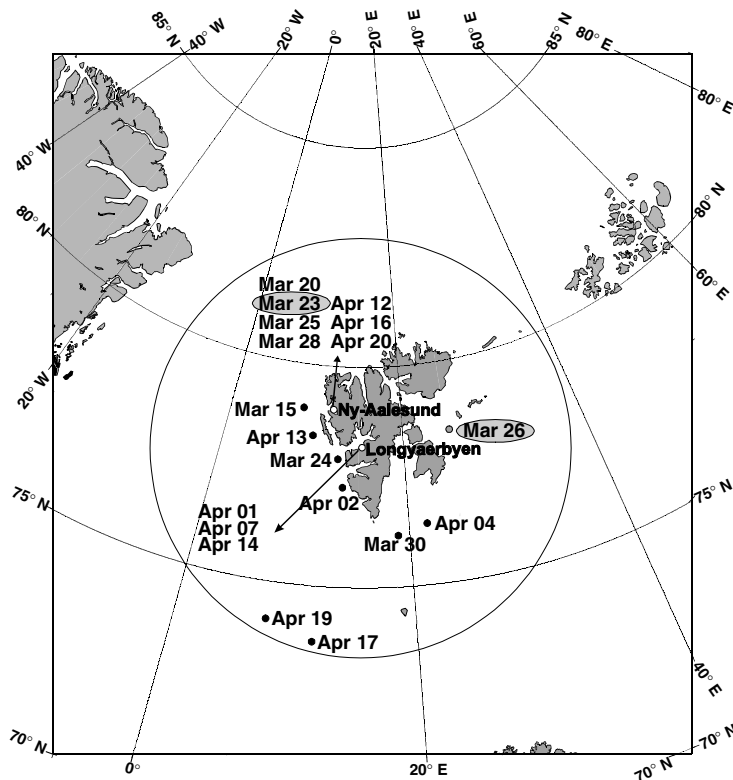 85° N
40° W
20° W
0°
20° E
40° E
60° E
85° N
80° E
80° E
40° W
80° N
80° N
60° E
Mar 20
Mar 23 Apr 12
Mar 25 Apr 16
Mar 28 Apr 20
20° W
Mar 15
Ny-Aalesund
Apr 13
Mar 26
Mar 24
Longyaerbyen
75° N
75° N
Apr 02
Apr 01
Apr 07
Apr 14
Apr 04
Mar 30
Apr 19
Apr 17
40° E
70° N
70° N
0°
20° E
70° N